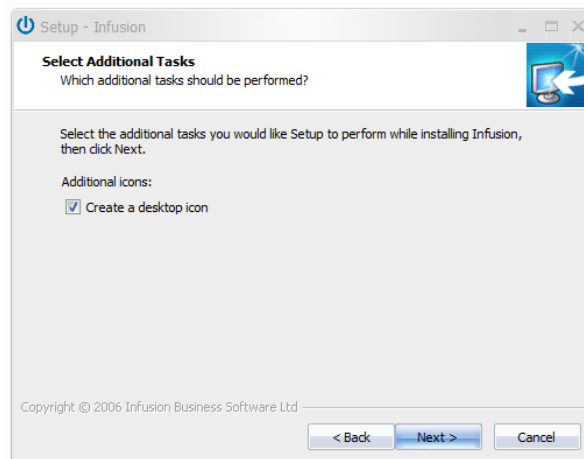 Setup - Infusion
Select Additional Tasks
Which additional tasks should be performed?
Select the additional tasks you would like Setup to perform while installing Infusion,
then click Next.
Additional icons:
Create a desktop icon
Copyright © 2006 Infusion Business Software Ltd
< Back
Next >
Cancel